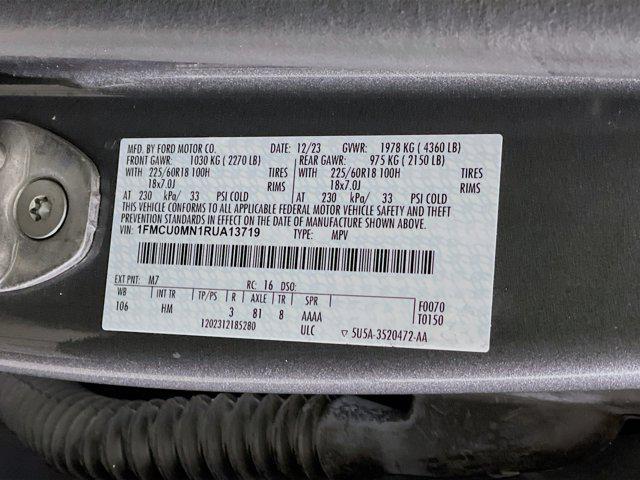 MFD. BY FORD MOTOR CO. 12/23 GVWR: 1978 KG ( 4360 LB)
FRONT GAWR: 1030 KG ( 2270 LB) REAR GAWR: 975 KG ( 2150 LB)
WITH 225/60R18 100H TIRES WITH 225/60R18 100H TIRES
18x7.0J RIMS 18x7.0J RIMS
AT 230 kPa/ 33 PSI COLD AT 230 kPa/ 33 PSI COLD
THIS VEHICLE CONFORMS TO ALL APPLICABLE FEDERAL MOTOR VEHICLE SAFETY AND THEFT
PREVENTION STANDARDS IN EFFECT ON THE DATE OF MANUFACTURE SHOWN ABOVE.
VIN: 1FMCU0MN1RUA13719 TYPE: MPV
EXT PNT: M7 RC: 16 DSO:
WB INT TR TP/PS R AXLE TR SPR F0070
106 HM 3 81 8 AAAA T0150
1202312185280 ULC ▽ 5U5A-3520472-AA